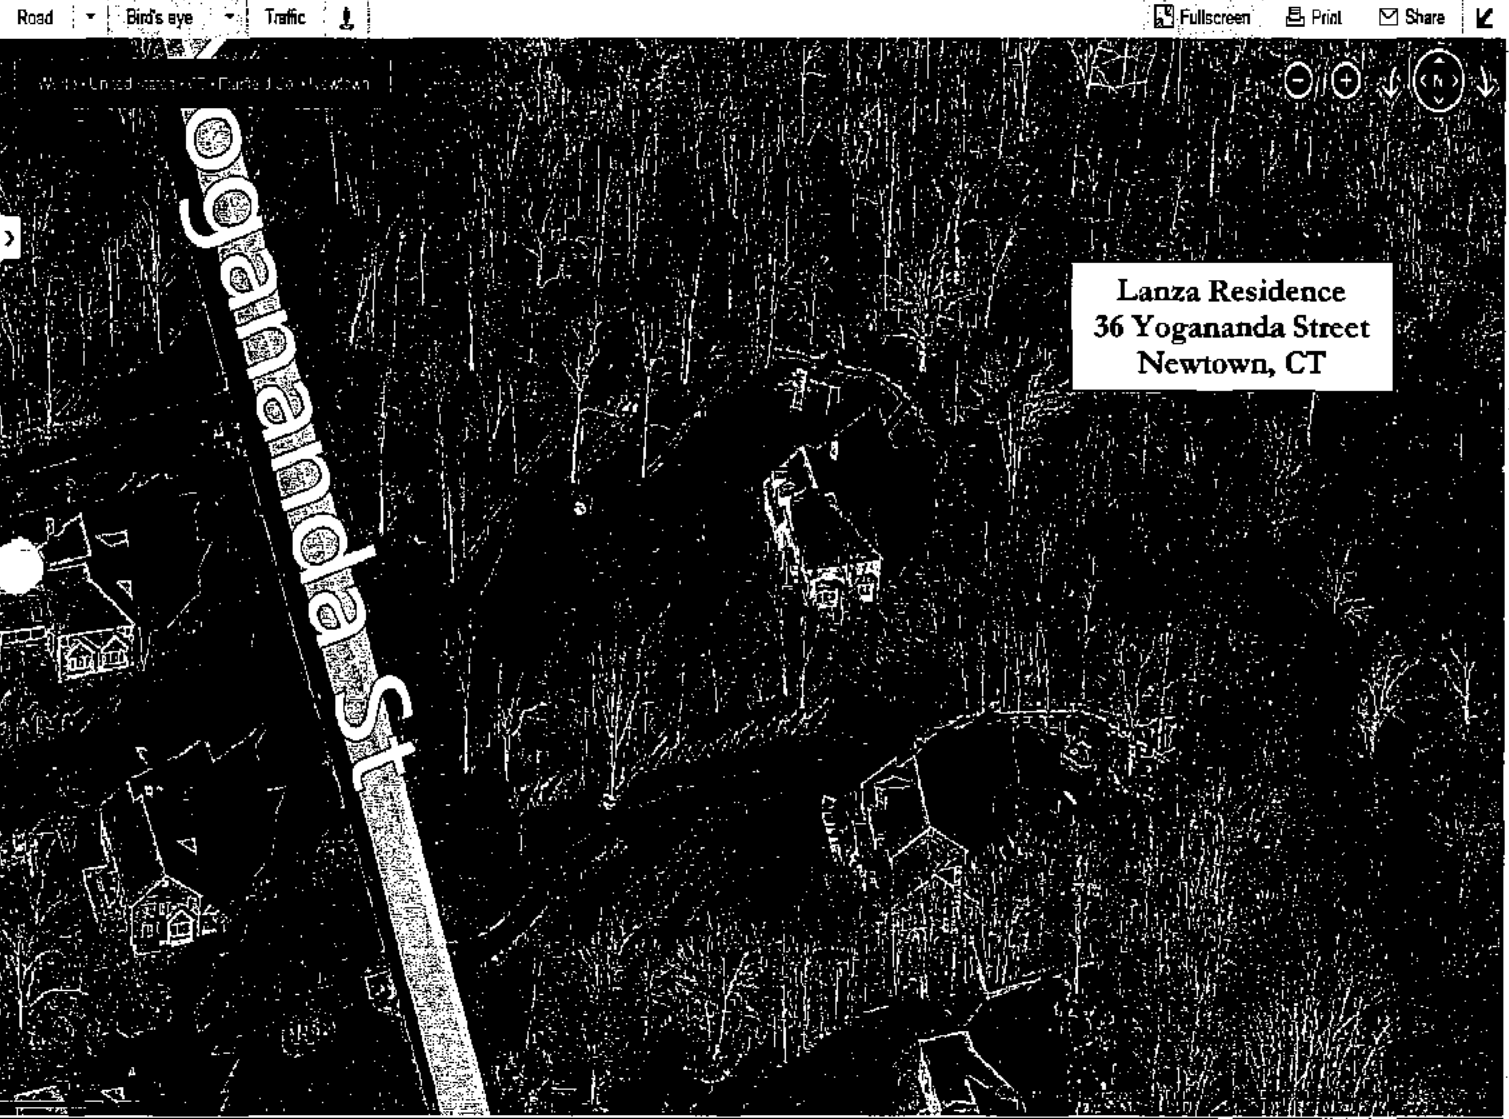 Road Bird's eye Traffic Fullscreen Print Share
N
Lanza Residence
36 Yogananda Street
Newtown, CT
ogananda St